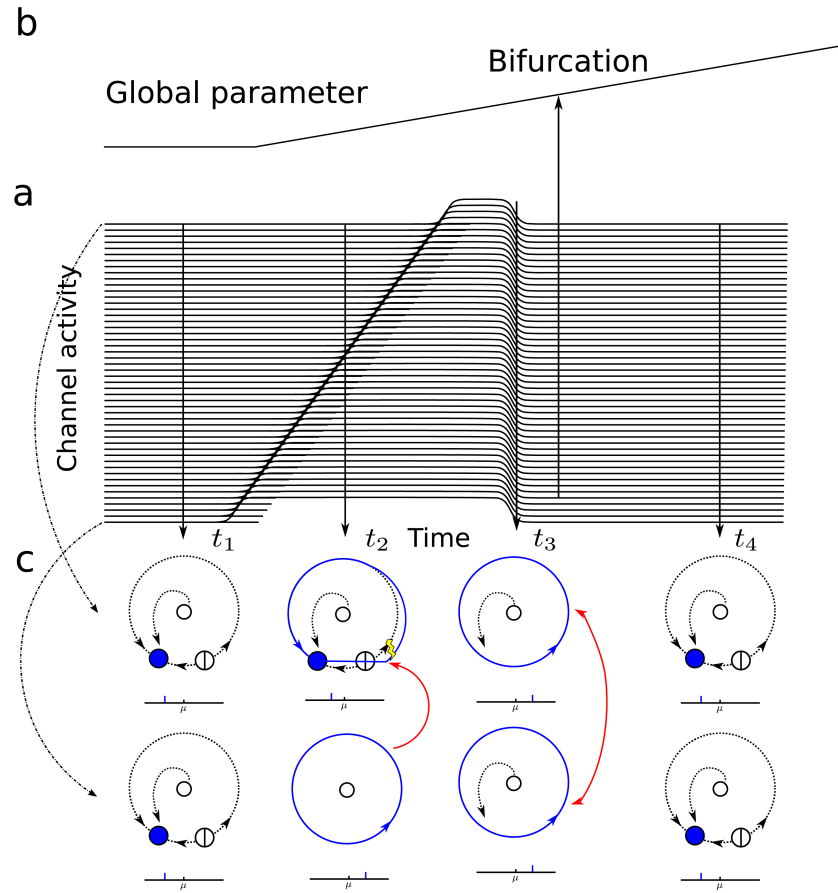 b
Bifurcation
Global parameter
a
Channel activity
t1 t2 Time t3 t4
c
μ μ μ μ
μ μ μ μ